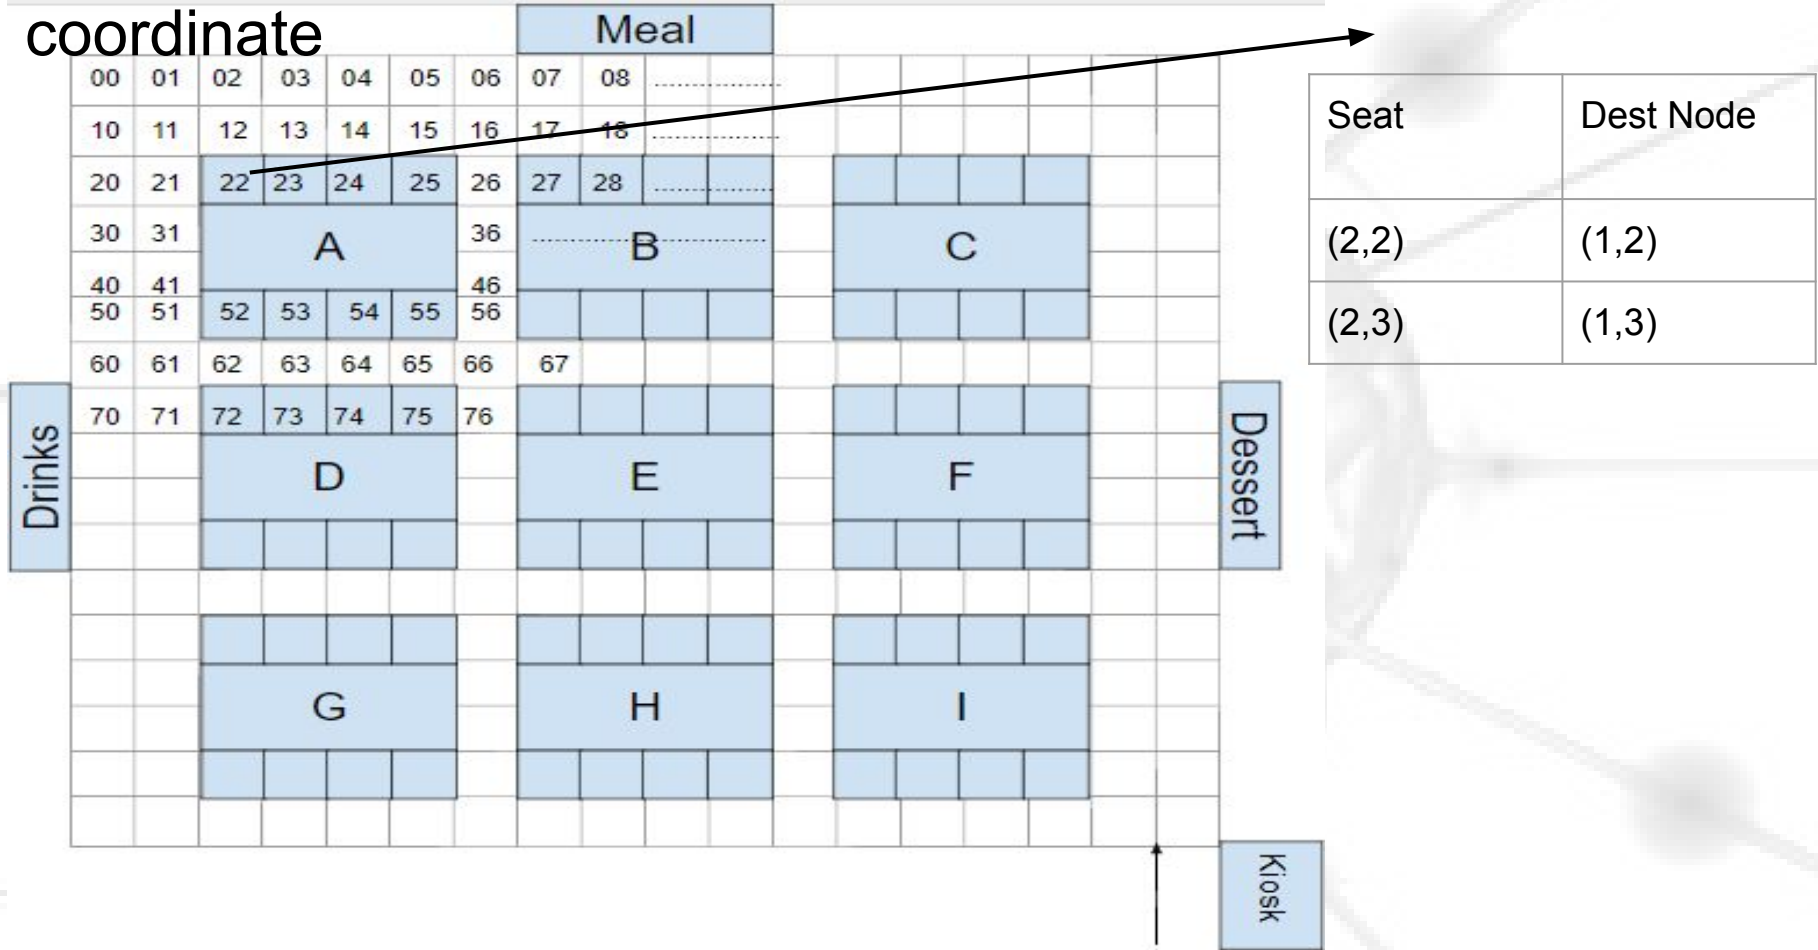 coordinate
Meal
00 01 02 03 04 05 06 07 08 ....................
10 11 12 13 14 15 16 17 18 ....................
20 21 22 23 24 25 26 27 28 ....................
30 31 A 36 .................... B C
40 41 46
50 51 52 53 54 55 56
60 61 62 63 64 65 66 67
70 71 72 73 74 75 76
Drinks
D E F
Dessert
G H I
Kiosk
Seat Dest Node
(2,2) (1,2)
(2,3) (1,3)